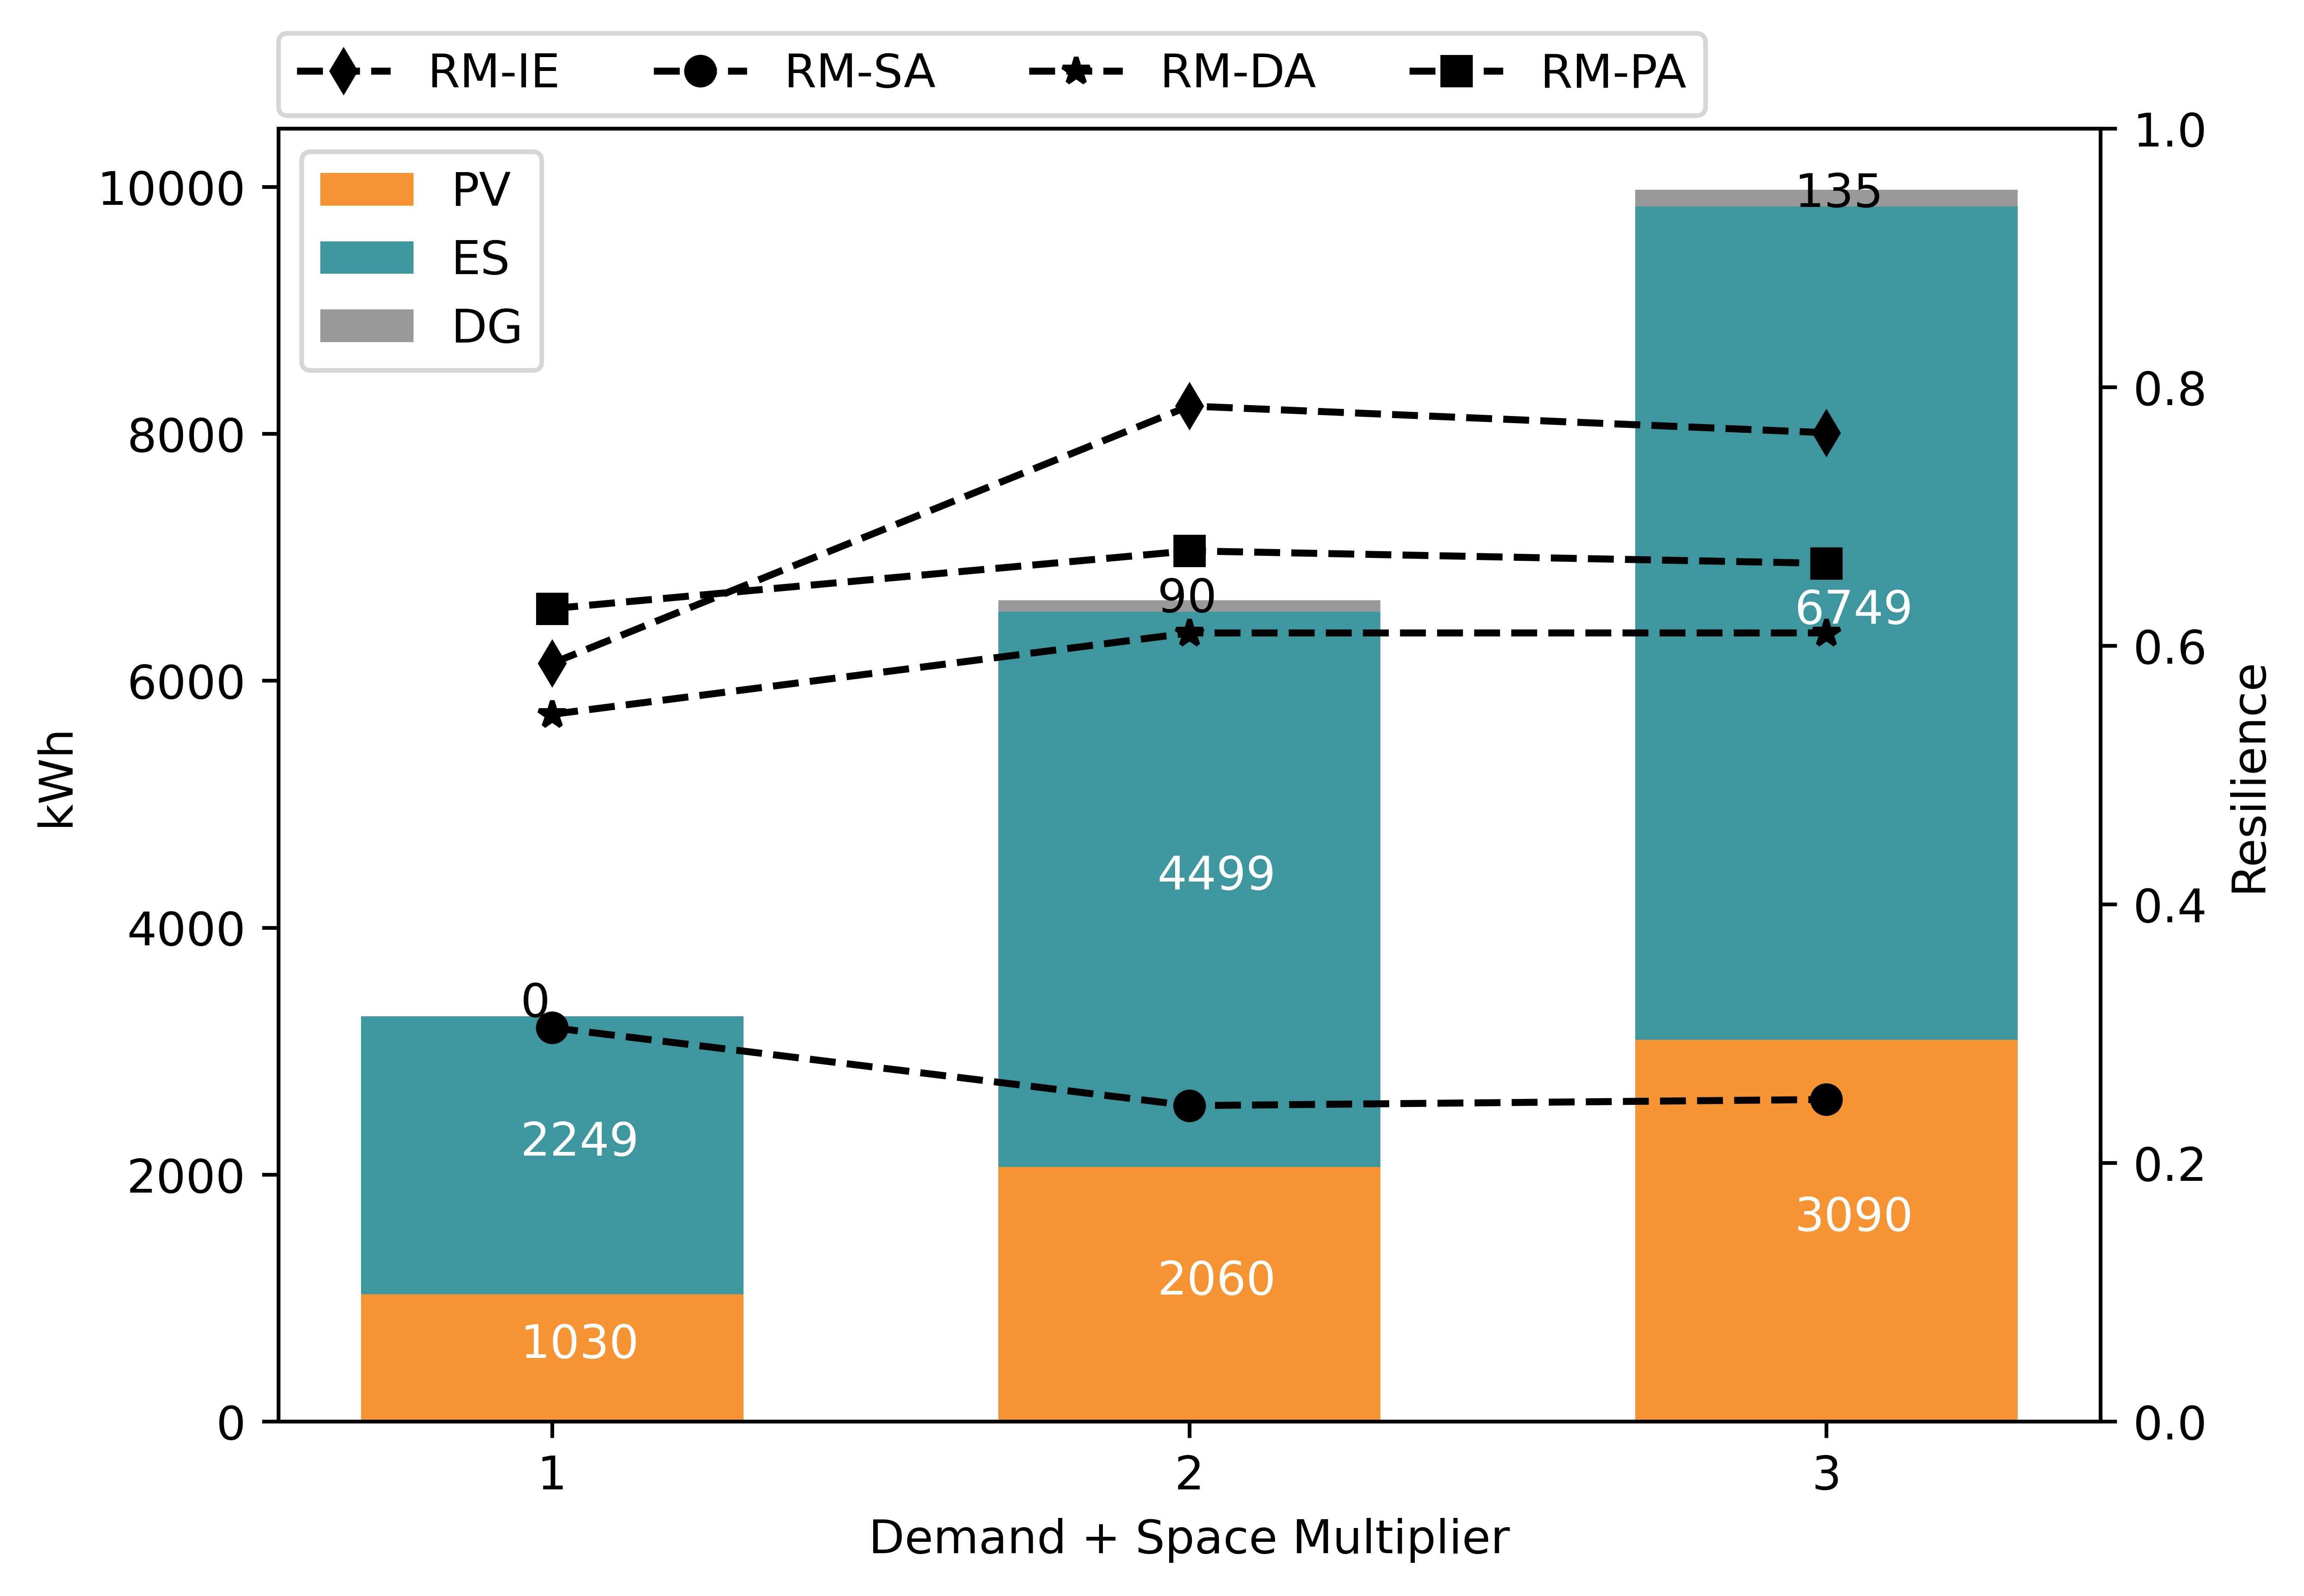 RM-IE RM-SA RM-DA RM-PA
PV
ES
DG
10000
8000
6000
4000
2000
0
kWh
1.0
0.8
0.6
0.4
0.2
0.0
Resilience
0
2249
1030
90
4499
2060
135
6749
3090
1 2 3
Demand + Space Multiplier